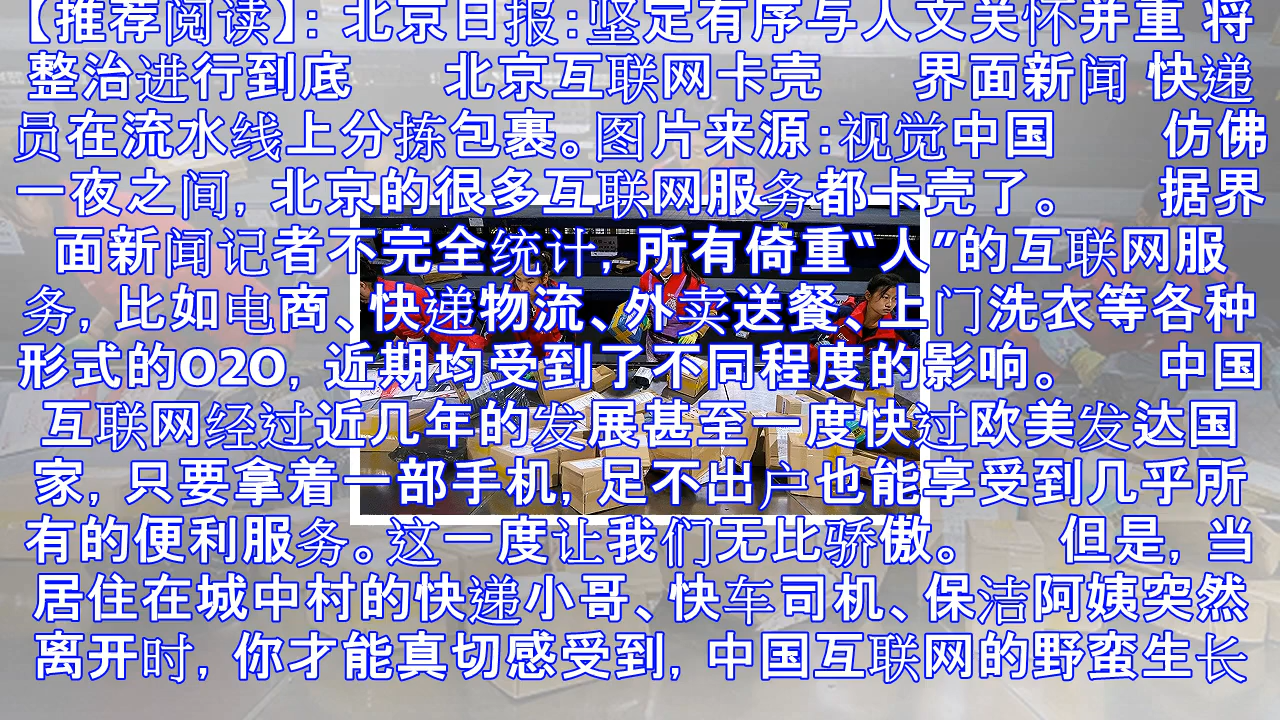 【推荐阅读】：北京日报：坚定有序与人文关怀并重 将
整治进行到底　　北京互联网卡壳　　界面新闻 快递
员在流水线上分拣包裹。图片来源：视觉中国　　仿佛
一夜之间，北京的很多互联网服务都卡壳了。　　据界
面新闻记者不完全统计，所有倚重“人”的互联网服
务，比如电商、快递物流、外卖送餐、上门洗衣等各种
形式的O2O，近期均受到了不同程度的影响。　　中国
互联网经过近几年的发展甚至一度快过欧美发达国
家，只要拿着一部手机，足不出户也能享受到几乎所
有的便利服务。这一度让我们无比骄傲。　　但是，当
居住在城中村的快递小哥、快车司机、保洁阿姨突然
离开时，你才能真切感受到，中国互联网的野蛮生长